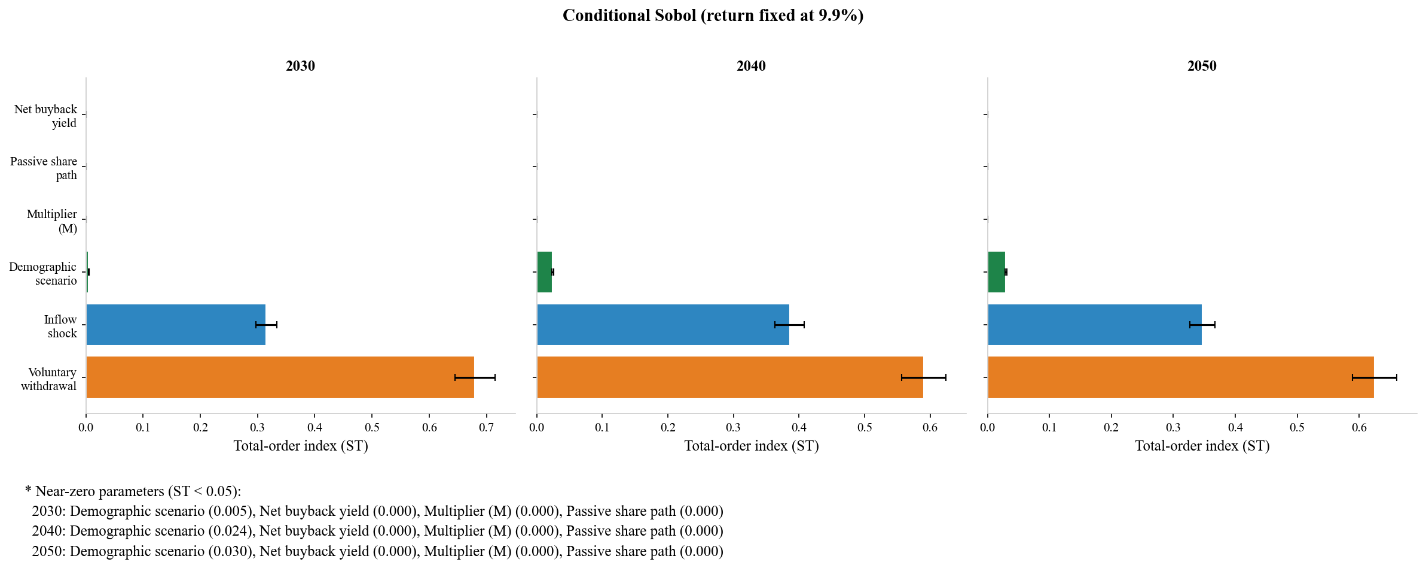 Conditional Sobol (return fixed at 9.9%)
2030
2040
2050
Net buyback
yield
Passive share
path
Multiplier
(M)
Demographic
scenario
Inflow
shock
Voluntary
withdrawal
0.0 0.1 0.2 0.3 0.4 0.5 0.6 0.7
0.0 0.1 0.2 0.3 0.4 0.5 0.6
0.0 0.1 0.2 0.3 0.4 0.5 0.6
Total-order index (ST)
Total-order index (ST)
Total-order index (ST)
* Near-zero parameters (ST < 0.05):
2030: Demographic scenario (0.005), Net buyback yield (0.000), Multiplier (M) (0.000), Passive share path (0.000)
2040: Demographic scenario (0.024), Net buyback yield (0.000), Multiplier (M) (0.000), Passive share path (0.000)
2050: Demographic scenario (0.030), Net buyback yield (0.000), Multiplier (M) (0.000), Passive share path (0.000)